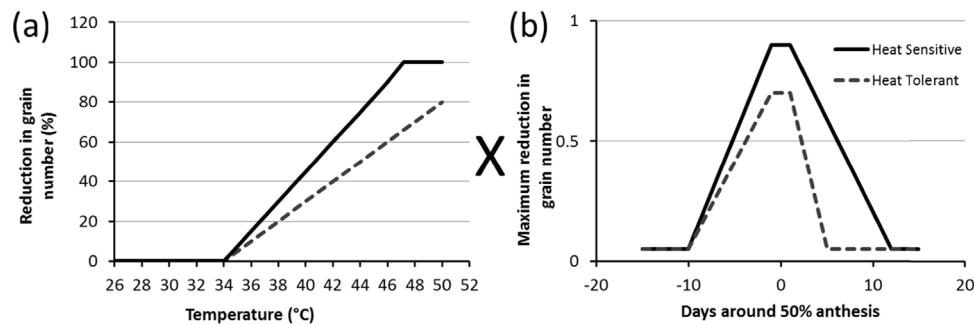 (a)
Reduction in grain
number (%)
120
100
80
60
40
20
0
26 28 30 32 34 36 38 40 42 44 46 48 50 52
Temperature (°C)
X
(b)
Maximum reduction in
grain number
1
0.5
0
-20 -10 0 10 20
Days around 50% anthesis
Heat Sensitive
Heat Tolerant